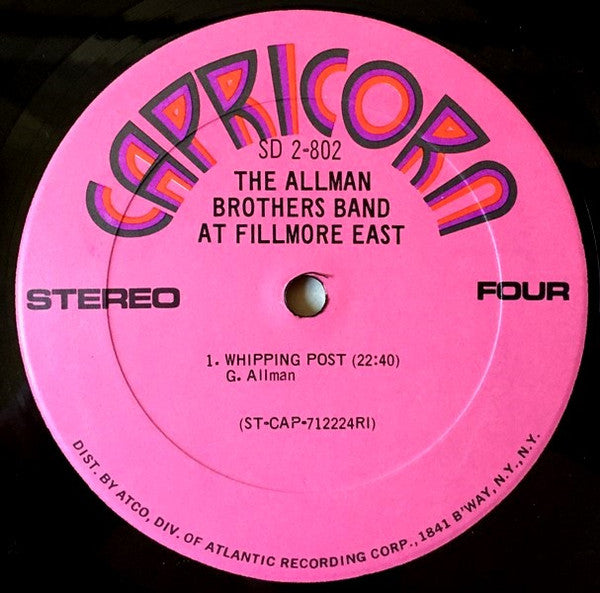 CAPRICORN
SD 2-802
THE ALLMAN
BROTHERS BAND
AT FILLMORE EAST
STEREO
FOUR
1. WHIPPING POST (22:40)
G. Allman
(ST-CAP-712224RI)
DIST. BY ATCO, DIV. OF ATLANTIC RECORDING CORP., 1841 B'WAY, N.Y., N.Y.